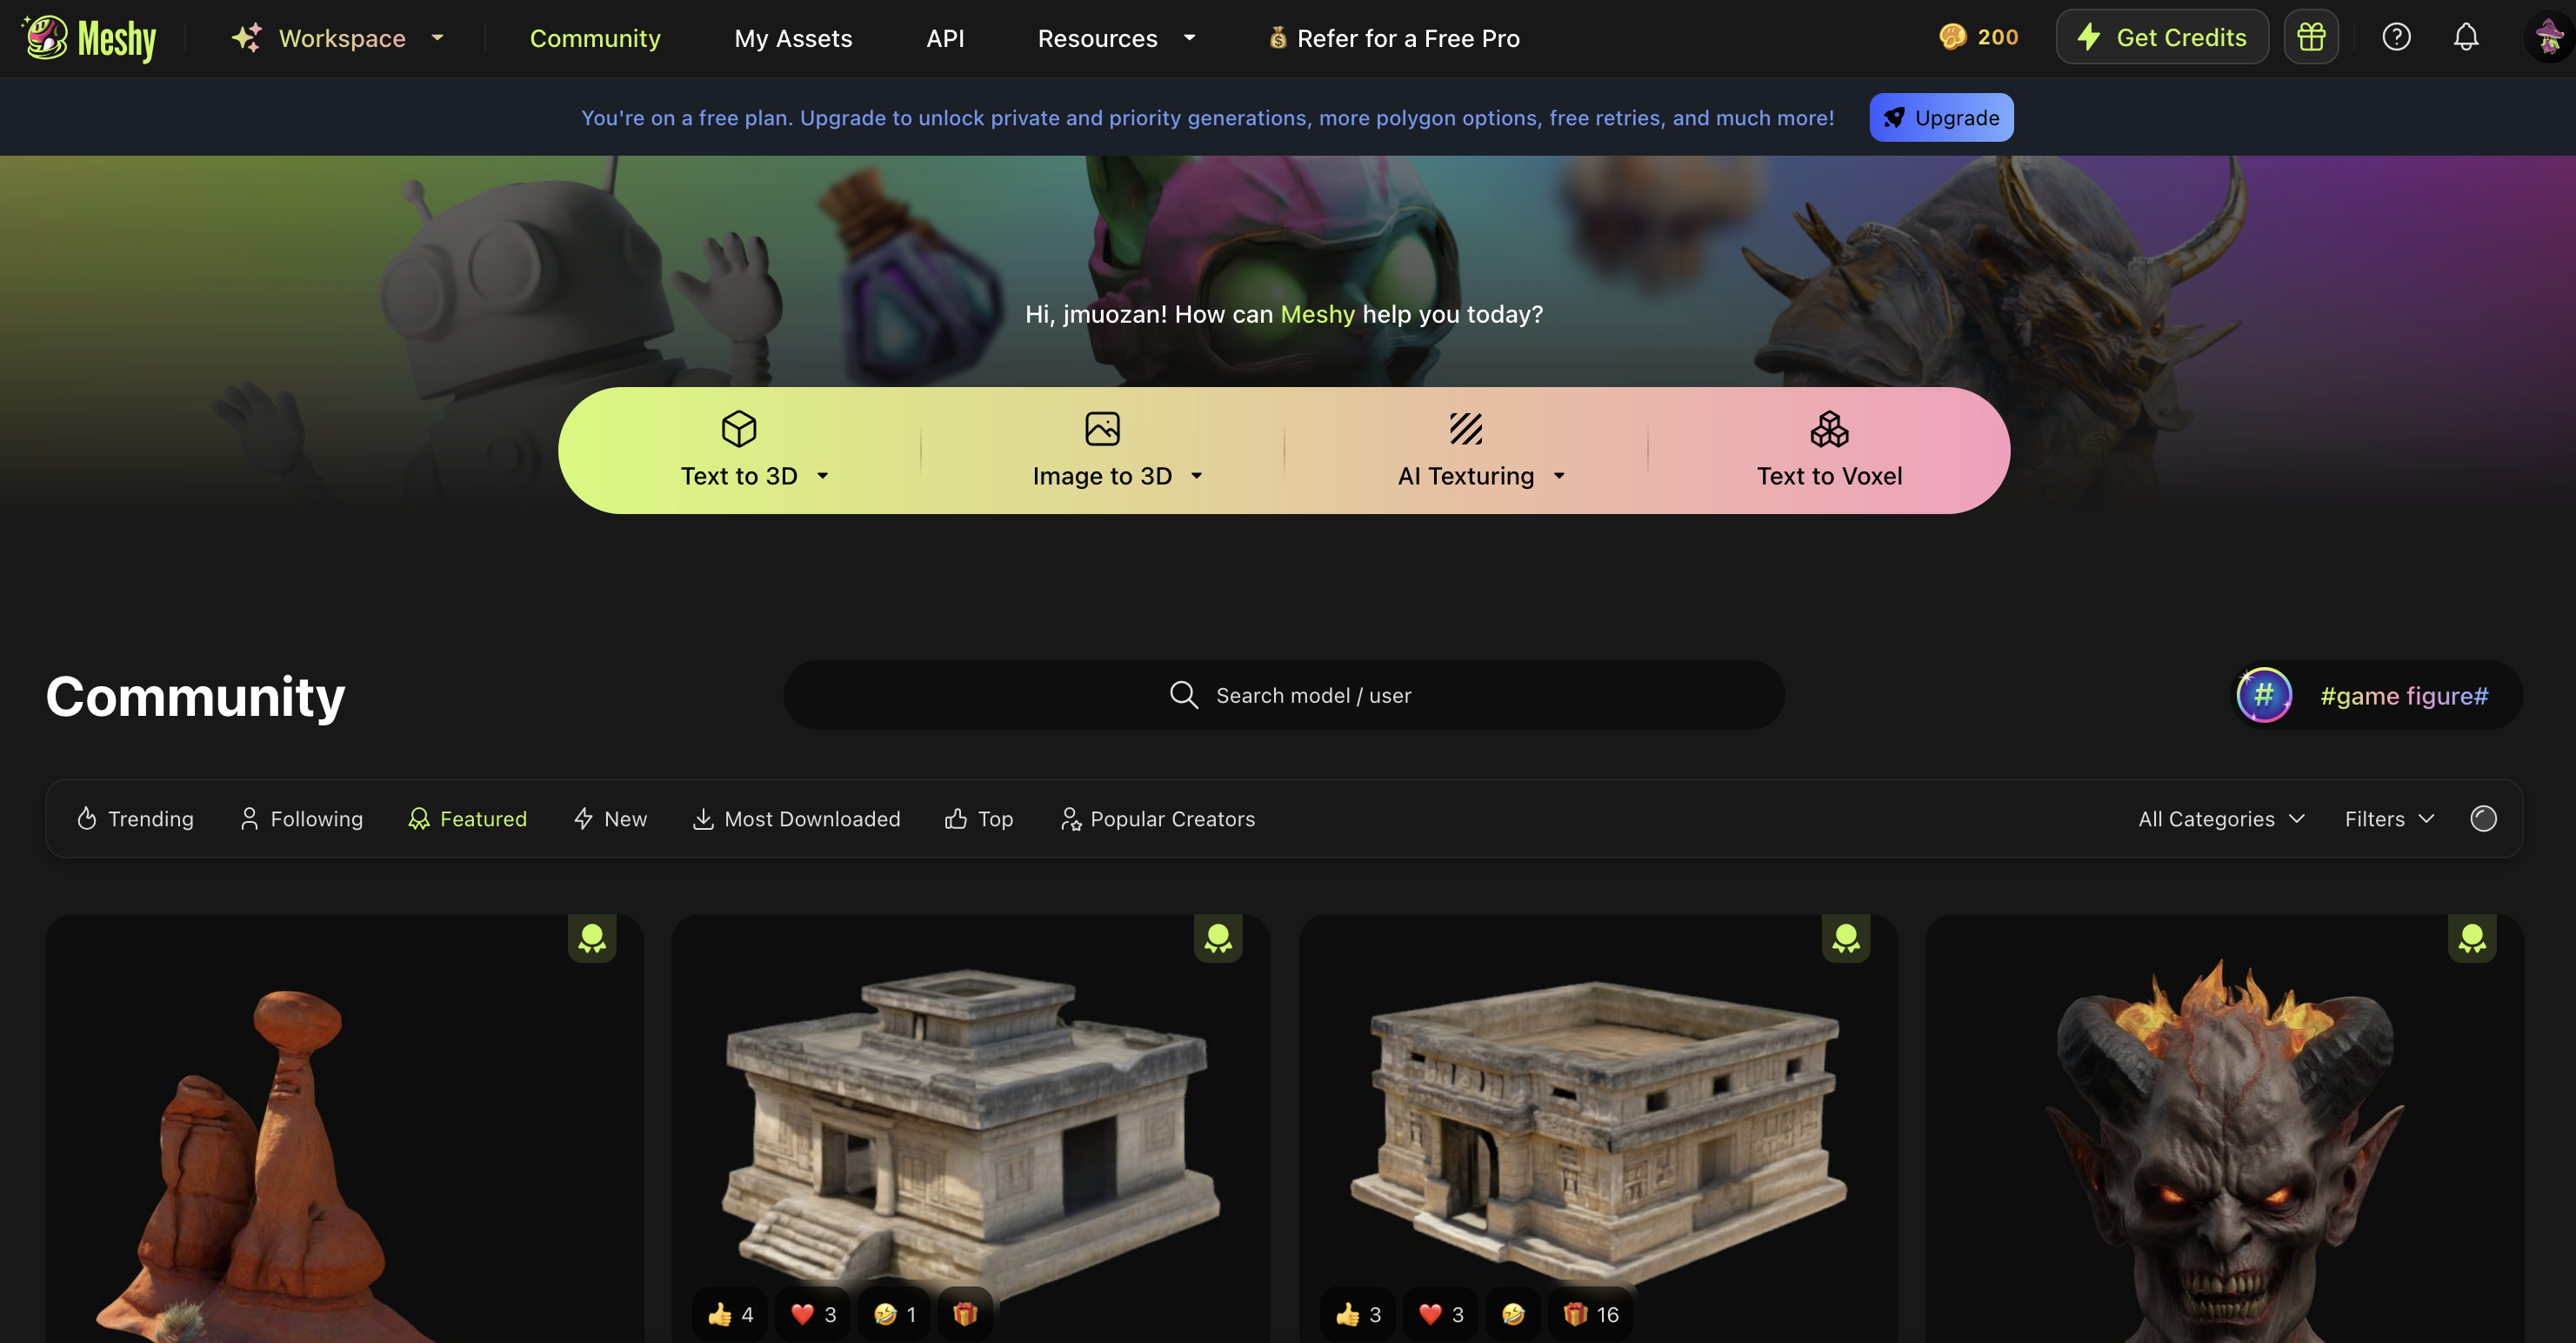 Meshy
Workspace
Community
My Assets
API
Resources
Refer for a Free Pro
200
Get Credits
You're on a free plan. Upgrade to unlock private and priority generations, more polygon options, free retries, and much more!
Upgrade
Hi, jmuozan! How can Meshy help you today?
Text to 3D
Image to 3D
AI Texturing
Text to Voxel
Community
Search model / user
#
#game figure#
Trending
Following
Featured
New
Most Downloaded
Top
Popular Creators
All Categories
Filters
👍 4
❤️ 3
🤣 1
🎁
👍 3
❤️ 3
🤣
🎁 16